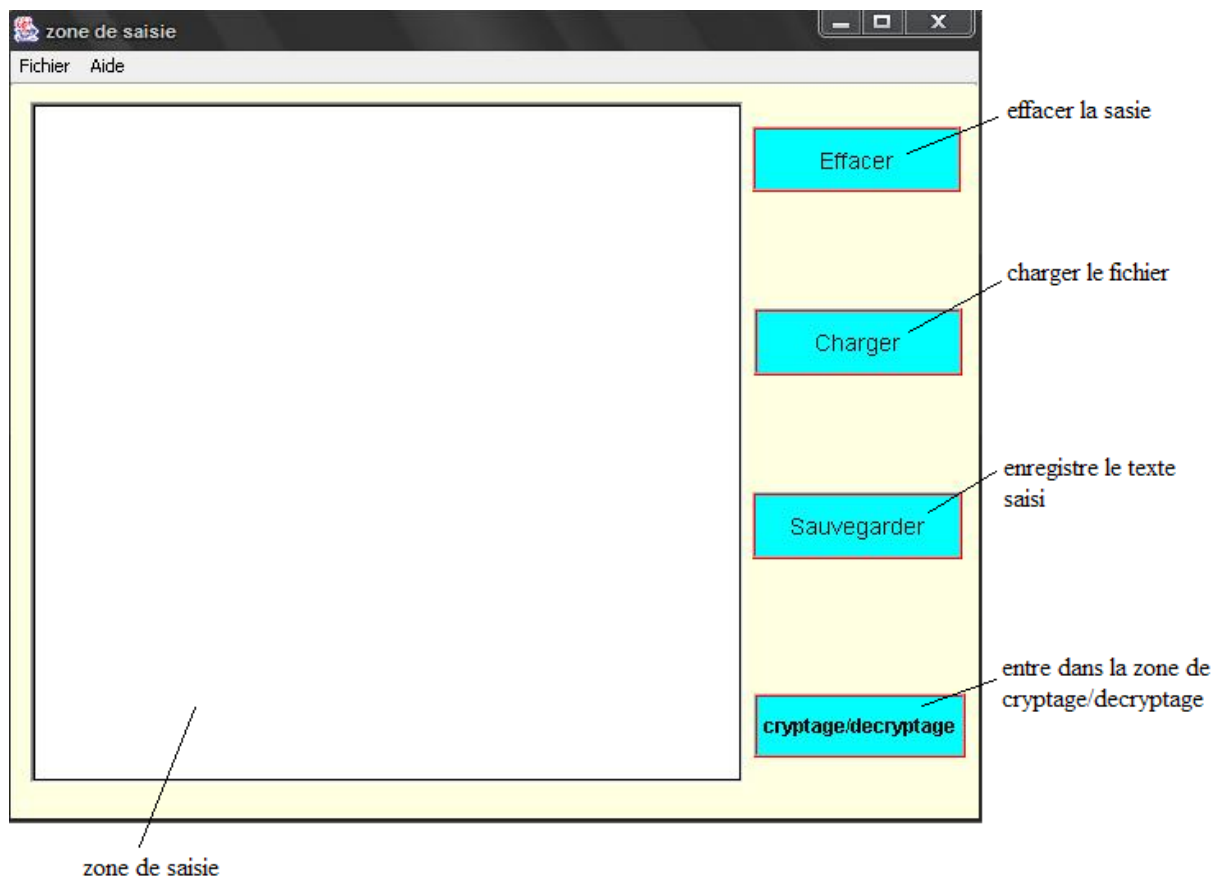 zone de saisie
Fichier Aide
effacer la sasie
Effacer
charger le fichier
Charger
enregistre le texte
saisi
Sauvegarder
entre dans la zone de
cryptage/decryptage
cryptage/decryptage
zone de saisie